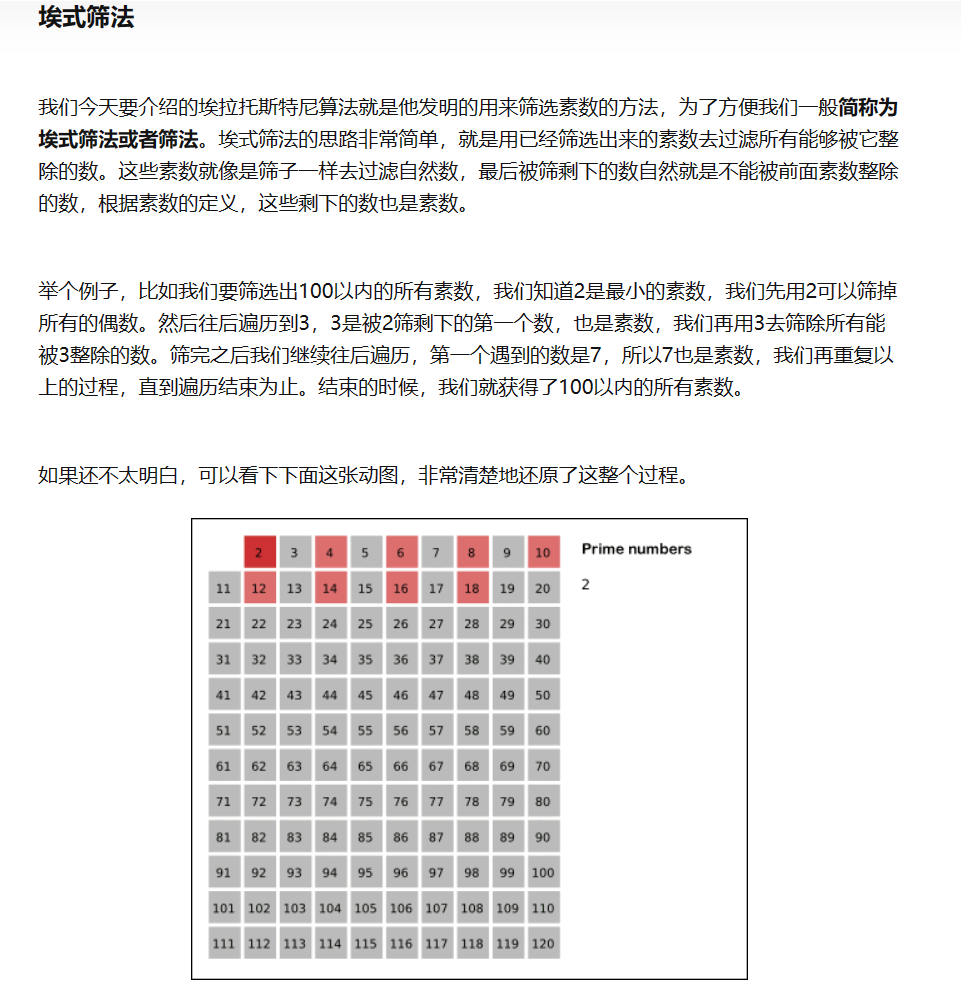 埃式筛法
我们今天要介绍的埃拉托斯特尼算法就是他发明的用来筛选素数的方法，为了方便我们一般简称为
埃式筛法或者筛法。埃式筛法的思路非常简单，就是用已经筛选出来的素数去过滤所有能够被它整
除的数。这些素数就像是筛子一样去过滤自然数，最后被筛剩下的数自然就是不能被前面素数整除
的数，根据素数的定义，这些剩下的数也是素数。
举个例子，比如我们要筛选出100以内的所有素数，我们知道2是最小的素数，我们先用2可以筛掉
所有的偶数。然后往后遍历到3，3是被2筛剩下的第一个数，也是素数，我们再用3去筛除所有能
被3整除的数。筛完之后我们继续往后遍历，第一个遇到的数是7，所以7也是素数，我们再重复以
上的过程，直到遍历结束为止。结束的时候，我们就获得了100以内的所有素数。
如果还不太明白，可以看下下面这张动图，非常清楚地还原了这整个过程。
2 3 4 5 6 7 8 9 10 Prime numbers
11 12 13 14 15 16 17 18 19 20 2
21 22 23 24 25 26 27 28 29 30
31 32 33 34 35 36 37 38 39 40
41 42 43 44 45 46 47 48 49 50
51 52 53 54 55 56 57 58 59 60
61 62 63 64 65 66 67 68 69 70
71 72 73 74 75 76 77 78 79 80
81 82 83 84 85 86 87 88 89 90
91 92 93 94 95 96 97 98 99 100
101 102 103 104 105 106 107 108 109 110
111 112 113 114 115 116 117 118 119 120